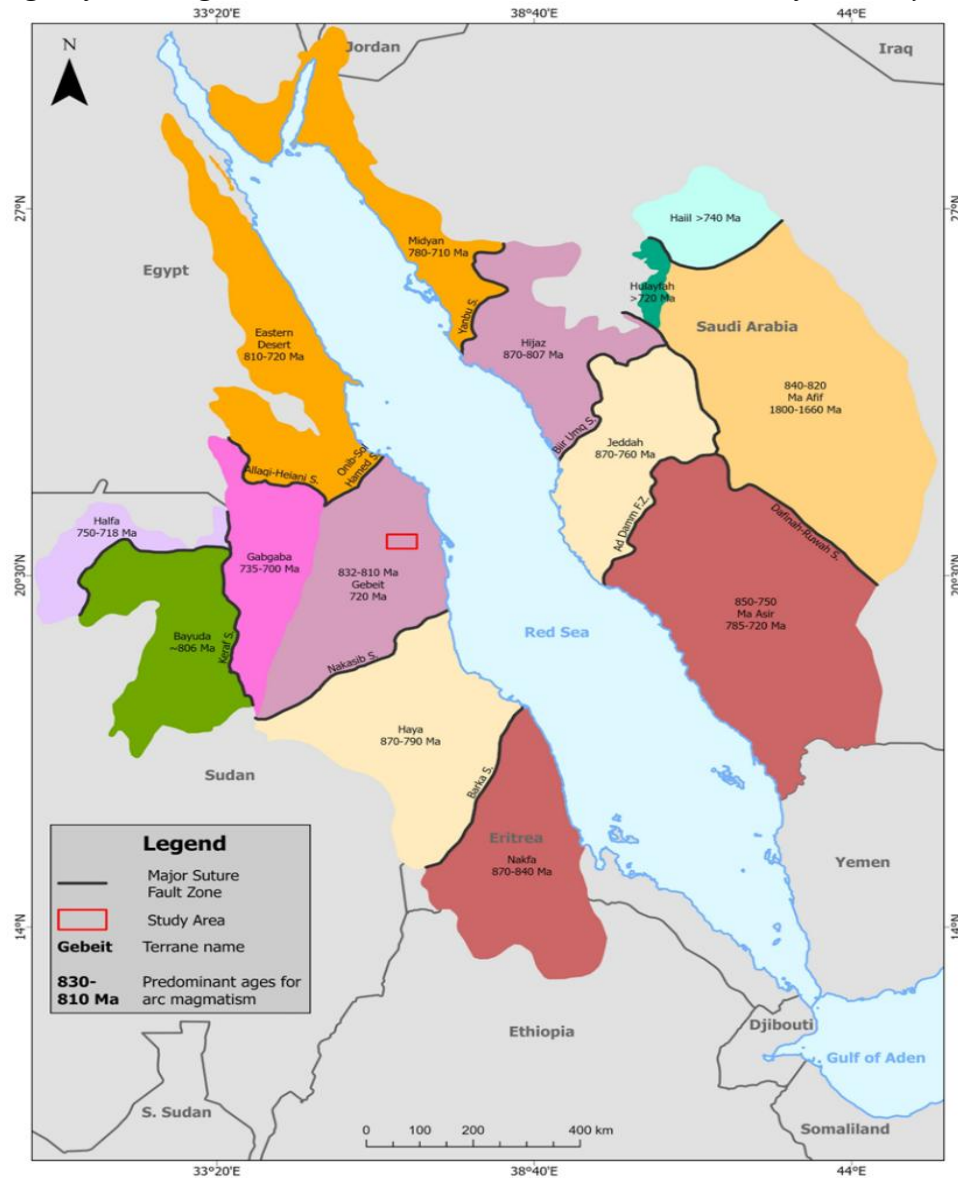 33°20'E
38°40'E
44°E
N
Jordan
Iraq
27°N
27°N
Haiil >740 Ma
Midyan
780-710 Ma
Egypt
Hulayfah
>720 Ma
Yanbu S.
Saudi Arabia
Eastern
Desert
810-720 Ma
Hijaz
870-807 Ma
840-820
Ma Afif
1800-1660 Ma
Biir Umq S.
Jeddah
870-760 Ma
Onib-Sol
Hamed S.
Allaqi-Heiani S.
Ad Damm F.Z.
Dafinah-Ruwah S.
Halfa
750-718 Ma
Gabgaba
735-700 Ma
832-810 Ma
Gebeit
720 Ma
20°30'N
20°30'N
850-750
Ma Asir
785-720 Ma
Red Sea
Bayuda
~806 Ma
Keraf S.
Nakasib S.
Haya
870-790 Ma
Sudan
Barka S.
Eritrea
Nakfa
870-840 Ma
Yemen
Legend
Major Suture
Fault Zone
Study Area
Gebeit
Terrane name
830-
810 Ma
Predominant ages for
arc magmatism
14°N
14°N
Ethiopia
Djibouti
Gulf of Aden
S. Sudan
Somaliland
0 100 200 400 km
33°20'E
38°40'E
44°E